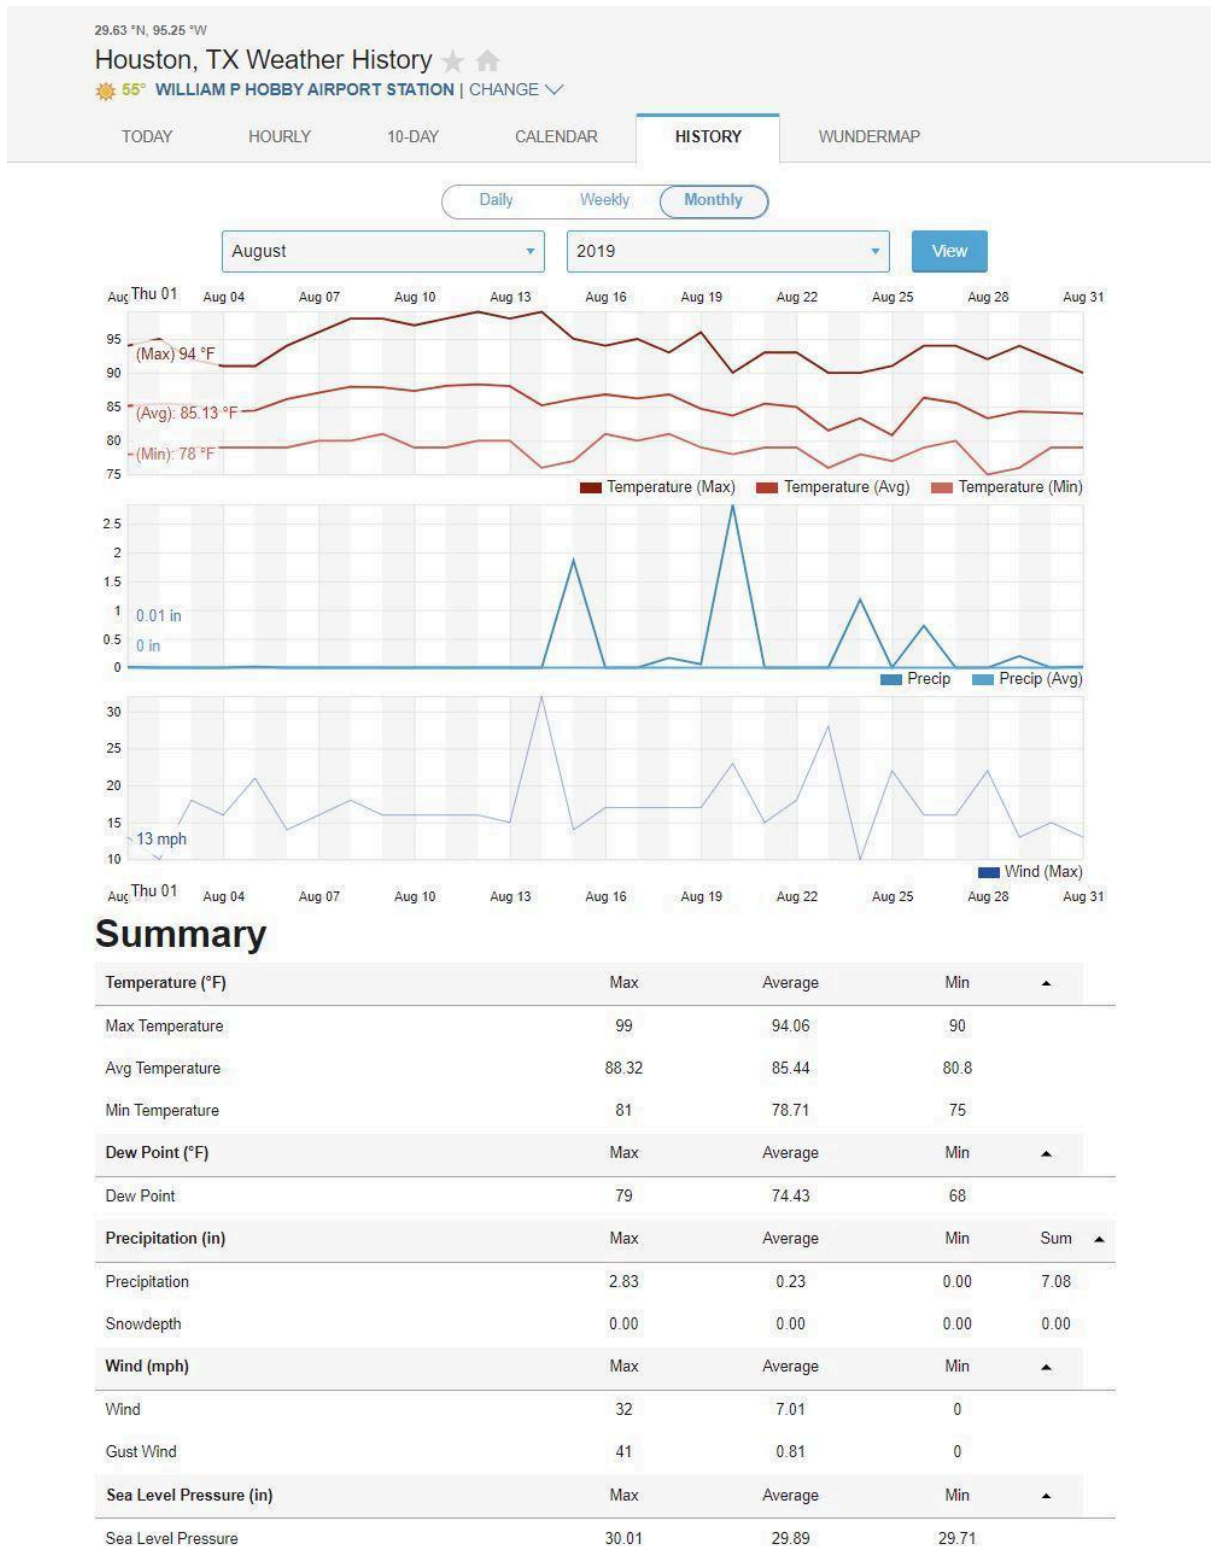 29.63 °N, 95.25 °W
Houston, TX Weather History
55° WILLIAM P HOBBY AIRPORT STATION | CHANGE
TODAY HOURLY 10-DAY CALENDAR HISTORY WUNDERMAP
Daily Weekly Monthly
August 2019 View
Aug Thu 01 Aug 04 Aug 07 Aug 10 Aug 13 Aug 16 Aug 19 Aug 22 Aug 25 Aug 28 Aug 31
95
(Max) 94 °F
90
85
(Avg): 85.13 °F
80
(Min): 78 °F
75
Temperature (Max) Temperature (Avg) Temperature (Min)
2.5
2
1.5
1
0.01 in
0.5
0 in
0
Precip Precip (Avg)
30
25
20
15
13 mph
10
Wind (Max)
Aug Thu 01 Aug 04 Aug 07 Aug 10 Aug 13 Aug 16 Aug 19 Aug 22 Aug 25 Aug 28 Aug 31
Summary
Temperature (°F) Max Average Min
Max Temperature 99 94.06 90
Avg Temperature 88.32 85.44 80.8
Min Temperature 81 78.71 75
Dew Point (°F) Max Average Min
Dew Point 79 74.43 68
Precipitation (in) Max Average Min Sum
Precipitation 2.83 0.23 0.00 7.08
Snowdepth 0.00 0.00 0.00 0.00
Wind (mph) Max Average Min
Wind 32 7.01 0
Gust Wind 41 0.81 0
Sea Level Pressure (in) Max Average Min
Sea Level Pressure 30.01 29.89 29.71